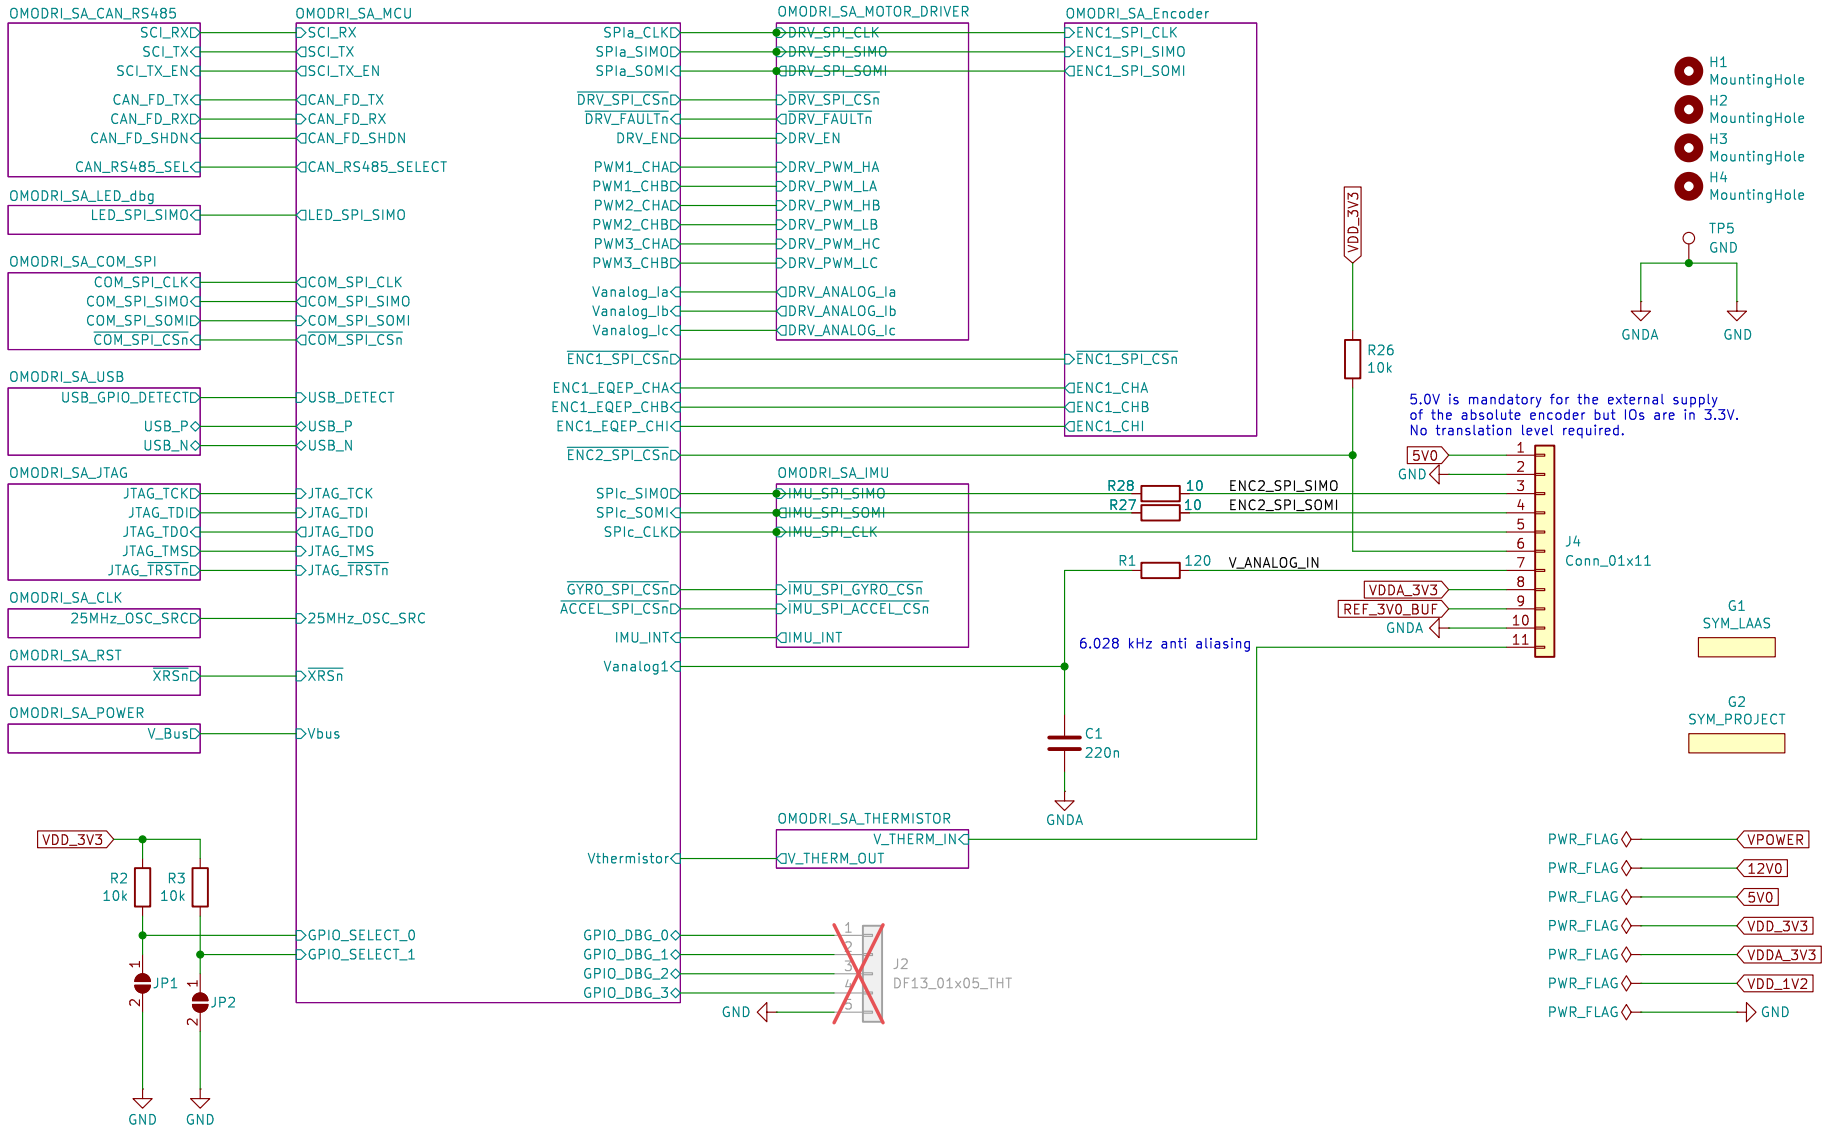 OMODRI_SA_CAN_RS485
SCI_RX
SCI_TX
SCI_TX_EN
CAN_FD_TX
CAN_FD_RX
CAN_FD_SHDN
CAN_RS485_SEL
OMODRI_SA_LED_dbg
LED_SPI_SIMO
OMODRI_SA_COM_SPI
COM_SPI_CLK
COM_SPI_SIMO
COM_SPI_SOMI
COM_SPI_CSn
OMODRI_SA_USB
USB_GPIO_DETECT
USB_P
USB_N
OMODRI_SA_JTAG
JTAG_TCK
JTAG_TDI
JTAG_TDO
JTAG_TMS
JTAG_TRSTn
OMODRI_SA_CLK
25MHz_OSC_SRC
OMODRI_SA_RST
XRSn
OMODRI_SA_POWER
V_Bus
VDD_3V3
R2
10k
R3
10k
1
JP1
2
1
JP2
2
GND
GND
OMODRI_SA_MCU
SCI_RX
SCI_TX
SCI_TX_EN
CAN_FD_TX
CAN_FD_RX
CAN_FD_SHDN
CAN_RS485_SELECT
LED_SPI_SIMO
COM_SPI_CLK
COM_SPI_SIMO
COM_SPI_SOMI
COM_SPI_CSn
USB_DETECT
USB_P
USB_N
JTAG_TCK
JTAG_TDI
JTAG_TDO
JTAG_TMS
JTAG_TRSTn
25MHz_OSC_SRC
XRSn
Vbus
GPIO_SELECT_0
GPIO_SELECT_1
SPIa_CLK
SPIa_SIMO
SPIa_SOMI
DRV_SPI_CSn
DRV_FAULTn
DRV_EN
PWM1_CHA
PWM1_CHB
PWM2_CHA
PWM2_CHB
PWM3_CHA
PWM3_CHB
Vanalog_Ia
Vanalog_Ib
Vanalog_Ic
ENC1_SPI_CSn
ENC1_EQEP_CHA
ENC1_EQEP_CHB
ENC1_EQEP_CHI
ENC2_SPI_CSn
SPIc_SIMO
SPIc_SOMI
SPIc_CLK
GYRO_SPI_CSn
ACCEL_SPI_CSn
IMU_INT
Vanalog1
Vthermistor
GPIO_DBG_0
GPIO_DBG_1
GPIO_DBG_2
GPIO_DBG_3
OMODRI_SA_MOTOR_DRIVER
DRV_SPI_CLK
DRV_SPI_SIMO
DRV_SPI_SOMI
DRV_SPI_CSn
DRV_FAULTn
DRV_EN
DRV_PWM_HA
DRV_PWM_LA
DRV_PWM_HB
DRV_PWM_LB
DRV_PWM_HC
DRV_PWM_LC
DRV_ANALOG_Ia
DRV_ANALOG_Ib
DRV_ANALOG_Ic
OMODRI_SA_IMU
IMU_SPI_SIMO
IMU_SPI_SOMI
IMU_SPI_CLK
IMU_SPI_GYRO_CSn
IMU_SPI_ACCEL_CSn
IMU_INT
OMODRI_SA_THERMISTOR
V_THERM_IN
V_THERM_OUT
1
2
3
4
5
J2
DF13_01x05_THT
GND
OMODRI_SA_Encoder
ENC1_SPI_CLK
ENC1_SPI_SIMO
ENC1_SPI_SOMI
ENC1_SPI_CSn
ENC1_CHA
ENC1_CHB
ENC1_CHI
R28 10 ENC2_SPI_SIMO
R27 10 ENC2_SPI_SOMI
R1 120 V_ANALOG_IN
6.028 kHz anti aliasing
C1
220n
GNDA
VDD_3V3
R26
10k
5.0V is mandatory for the external supply
of the absolute encoder but IOs are in 3.3V.
No translation level required.
5V0
GND
VDDA_3V3
REF_3V0_BUF
GNDA
1
2
3
4
5
6
7
8
9
10
11
J4
Conn_01x11
H1
MountingHole
H2
MountingHole
H3
MountingHole
H4
MountingHole
TP5
GND
GNDA
GND
G1
SYM_LAAS
G2
SYM_PROJECT
PWR_FLAG VPOWER
PWR_FLAG 12V0
PWR_FLAG 5V0
PWR_FLAG VDD_3V3
PWR_FLAG VDDA_3V3
PWR_FLAG VDD_1V2
PWR_FLAG GND